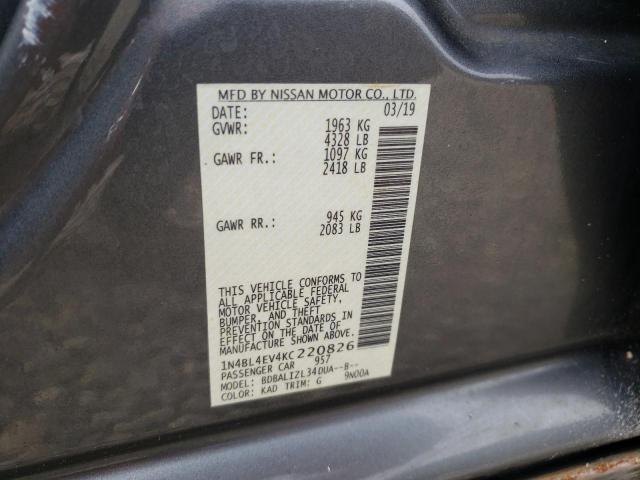 MFD BY NISSAN MOTOR CO., LTD.
DATE: 03/19
GVWR: 1963 KG
4328 LB
GAWR FR.: 1097 KG
2418 LB
GAWR RR.: 945 KG
2083 LB
THIS VEHICLE CONFORMS TO
ALL APPLICABLE FEDERAL
MOTOR VEHICLE SAFETY,
BUMPER, AND THEFT
PREVENTION STANDARDS IN
EFFECT ON THE DATE OF
MANUFACTURE SHOWN ABOVE.
1N4BL4EV4KC220826
PASSENGER CAR 957
MODEL: BDBALIZL34DUA--B--
COLOR: KAD TRIM: G 9N00A